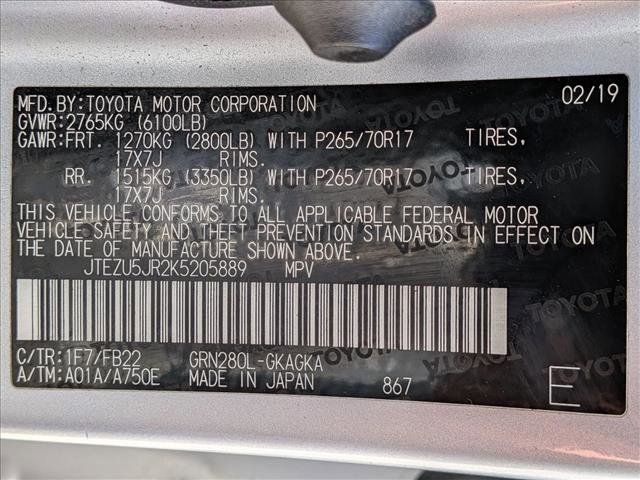 MFD.BY:TOYOTA MOTOR CORPORATION 02/19
GVWR:2765KG (6100LB)
GAWR:FRT. 1270KG (2800LB) WITH P265/70R17 TIRES,
17X7J RIMS.
RR. 1515KG (3350LB) WITH P265/70R17 TIRES,
17X7J RIMS.
THIS VEHICLE CONFORMS TO ALL APPLICABLE FEDERAL MOTOR
VEHICLE SAFETY AND THEFT PREVENTION STANDARDS IN EFFECT ON
THE DATE OF MANUFACTURE SHOWN ABOVE.
JTEZU5JR2K5205889 MPV
C/TR:1F7/FB22 GRN280L-GKAGKA
A/TM:A01A/A750E MADE IN JAPAN 867 E
TOYOTA